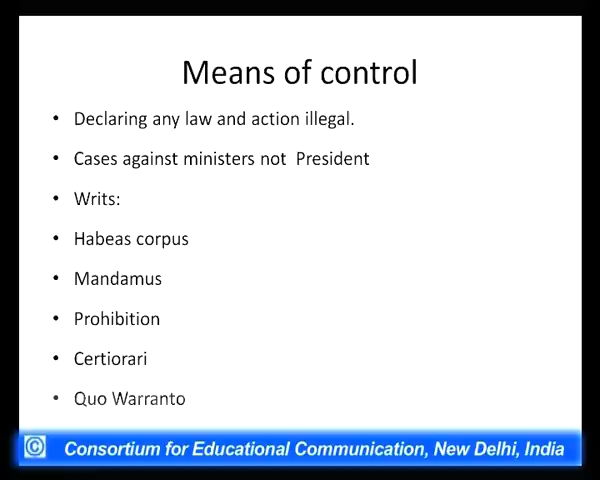 Means of control
• Declaring any law and action illegal.
• Cases against ministers not  President
• Writs:
• Habeas corpus
• Mandamus
• Prohibition
• Certiorari
• Quo Warranto
© Consortium for Educational Communication, New Delhi, India